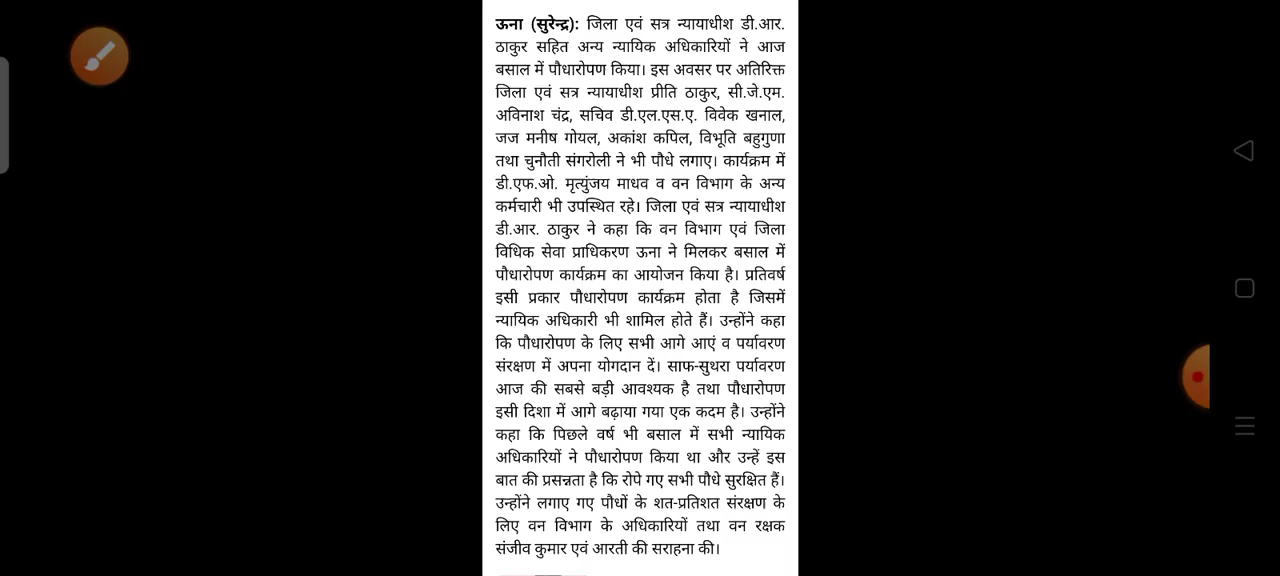 ऊना (सुरेन्द्र): जिला एवं सत्र न्यायाधीश डी.आर.
ठाकुर सहित अन्य न्यायिक अधिकारियों ने आज
बसाल में पौधारोपण किया। इस अवसर पर अतिरिक्त
जिला एवं सत्र न्यायाधीश प्रीति ठाकुर, सी.जे.एम.
अविनाश चंद्र, सचिव डी.एल.एस.ए. विवेक खनाल,
जज मनीष गोयल, अकांश कपिल, विभूति बहुगुणा
तथा चुनौती संगरोली ने भी पौधे लगाए। कार्यक्रम में
डी.एफ.ओ. मृत्युंजय माधव व वन विभाग के अन्य
कर्मचारी भी उपस्थित रहे। जिला एवं सत्र न्यायाधीश
डी.आर. ठाकुर ने कहा कि वन विभाग एवं जिला
विधिक सेवा प्राधिकरण ऊना ने मिलकर बसाल में
पौधारोपण कार्यक्रम का आयोजन किया है। प्रतिवर्ष
इसी प्रकार पौधारोपण कार्यक्रम होता है जिसमें
न्यायिक अधिकारी भी शामिल होते हैं। उन्होंने कहा
कि पौधारोपण के लिए सभी आगे आएं व पर्यावरण
संरक्षण में अपना योगदान दें। साफ-सुथरा पर्यावरण
आज की सबसे बड़ी आवश्यक है तथा पौधारोपण
इसी दिशा में आगे बढ़ाया गया एक कदम है। उन्होंने
कहा कि पिछले वर्ष भी बसाल में सभी न्यायिक
अधिकारियों ने पौधारोपण किया था और उन्हें इस
बात की प्रसन्नता है कि रोपे गए सभी पौधे सुरक्षित हैं।
उन्होंने लगाए गए पौधों के शत-प्रतिशत संरक्षण के
लिए वन विभाग के अधिकारियों तथा वन रक्षक
संजीव कुमार एवं आरती की सराहना की।